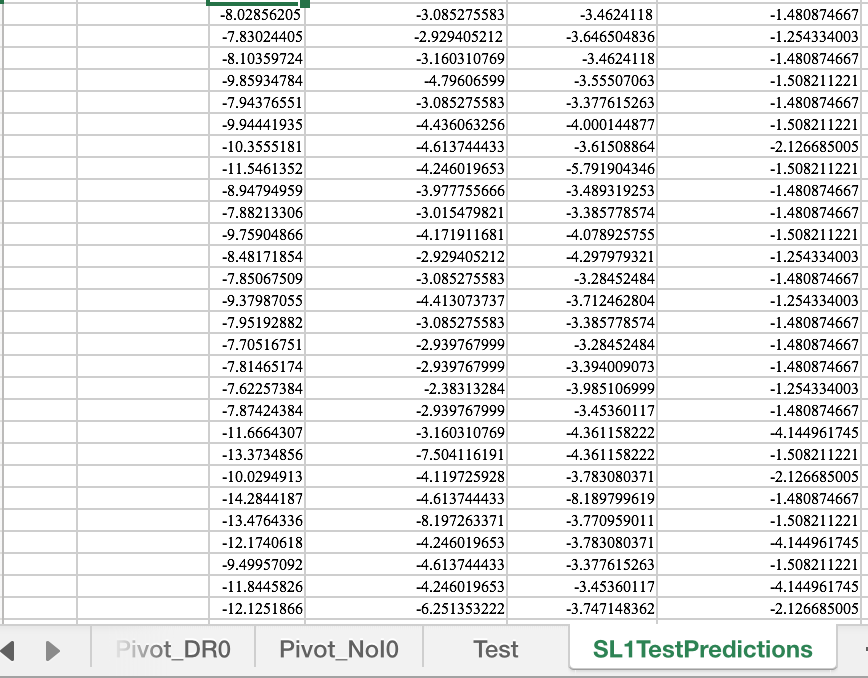 -8.02856205 -3.085275583 -3.4624118 -1.480874667
-7.83024405 -2.929405212 -3.646504836 -1.254334003
-8.10359724 -3.160310769 -3.4624118 -1.480874667
-9.85934784 -4.79606599 -3.55507063 -1.508211221
-7.94376551 -3.085275583 -3.377615263 -1.480874667
-9.94441935 -4.436063256 -4.000144877 -1.508211221
-10.3555181 -4.613744433 -3.61508864 -2.126685005
-11.5461352 -4.246019653 -5.791904346 -1.508211221
-8.94794959 -3.977755666 -3.489319253 -1.480874667
-7.88213306 -3.015479821 -3.385778574 -1.480874667
-9.75904866 -4.171911681 -4.078925755 -1.508211221
-8.48171854 -2.929405212 -4.297979321 -1.254334003
-7.85067509 -3.085275583 -3.28452484 -1.480874667
-9.37987055 -4.413073737 -3.712462804 -1.254334003
-7.95192882 -3.085275583 -3.385778574 -1.480874667
-7.70516751 -2.939767999 -3.28452484 -1.480874667
-7.81465174 -2.939767999 -3.394009073 -1.480874667
-7.62257384 -2.38313284 -3.985106999 -1.254334003
-7.87424384 -2.939767999 -3.45360117 -1.480874667
-11.6664307 -3.160310769 -4.361158222 -4.144961745
-13.3734856 -7.504116191 -4.361158222 -1.508211221
-10.0294913 -4.119725928 -3.783080371 -2.126685005
-14.2844187 -4.613744433 -8.189799619 -1.480874667
-13.4764336 -8.197263371 -3.770959011 -1.508211221
-12.1740618 -4.246019653 -3.783080371 -4.144961745
-9.49957092 -4.613744433 -3.377615263 -1.508211221
-11.8445826 -4.246019653 -3.45360117 -4.144961745
-12.1251866 -6.251353222 -3.747148362 -2.126685005
Pivot_DR0 Pivot_NoI0 Test SL1TestPredictions